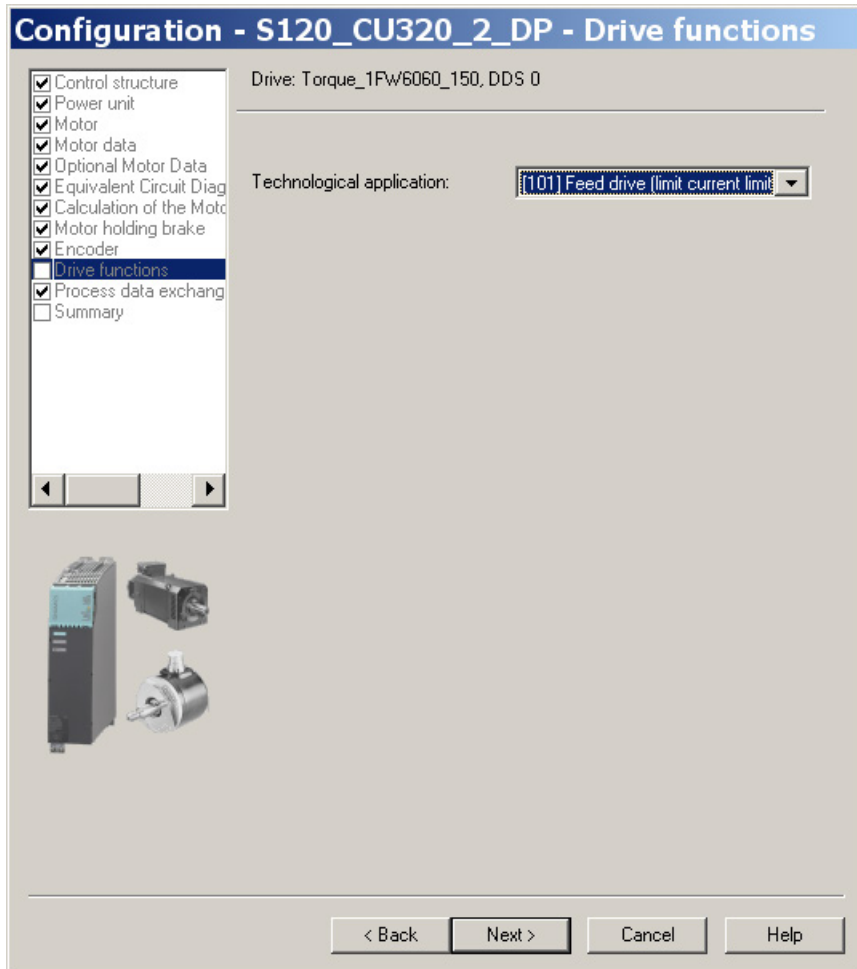 Configuration - S120_CU320_2_DP - Drive functions
Control structure
Power unit
Motor
Motor data
Optional Motor Data
Equivalent Circuit Diag
Calculation of the Moto
Motor holding brake
Encoder
Drive functions
Process data exchang
Summary
Drive: Torque_1FW6060_150, DDS 0
Technological application:
[101] Feed drive (limit current limit
< Back
Next >
Cancel
Help